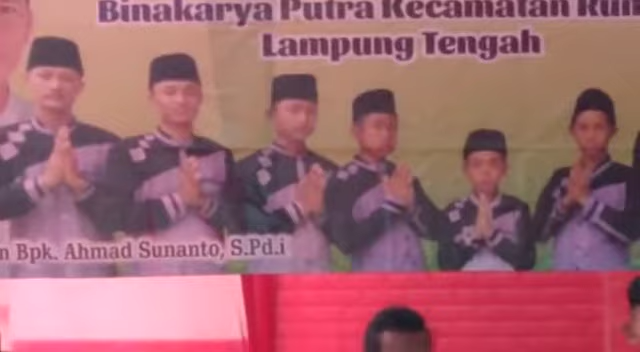 Binakarya Putra Kecamatan
Lampung Tengah
Bpk. Ahmad Sunanto, S.Pd.i